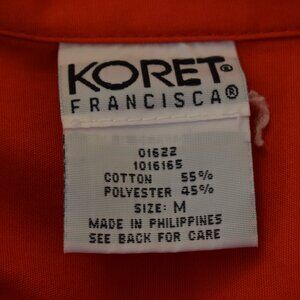 KORET®
FRANCISCA®
01622
1016165
COTTON 55%
POLYESTER 45%
SIZE: M
MADE IN PHILIPPINES
SEE BACK FOR CARE